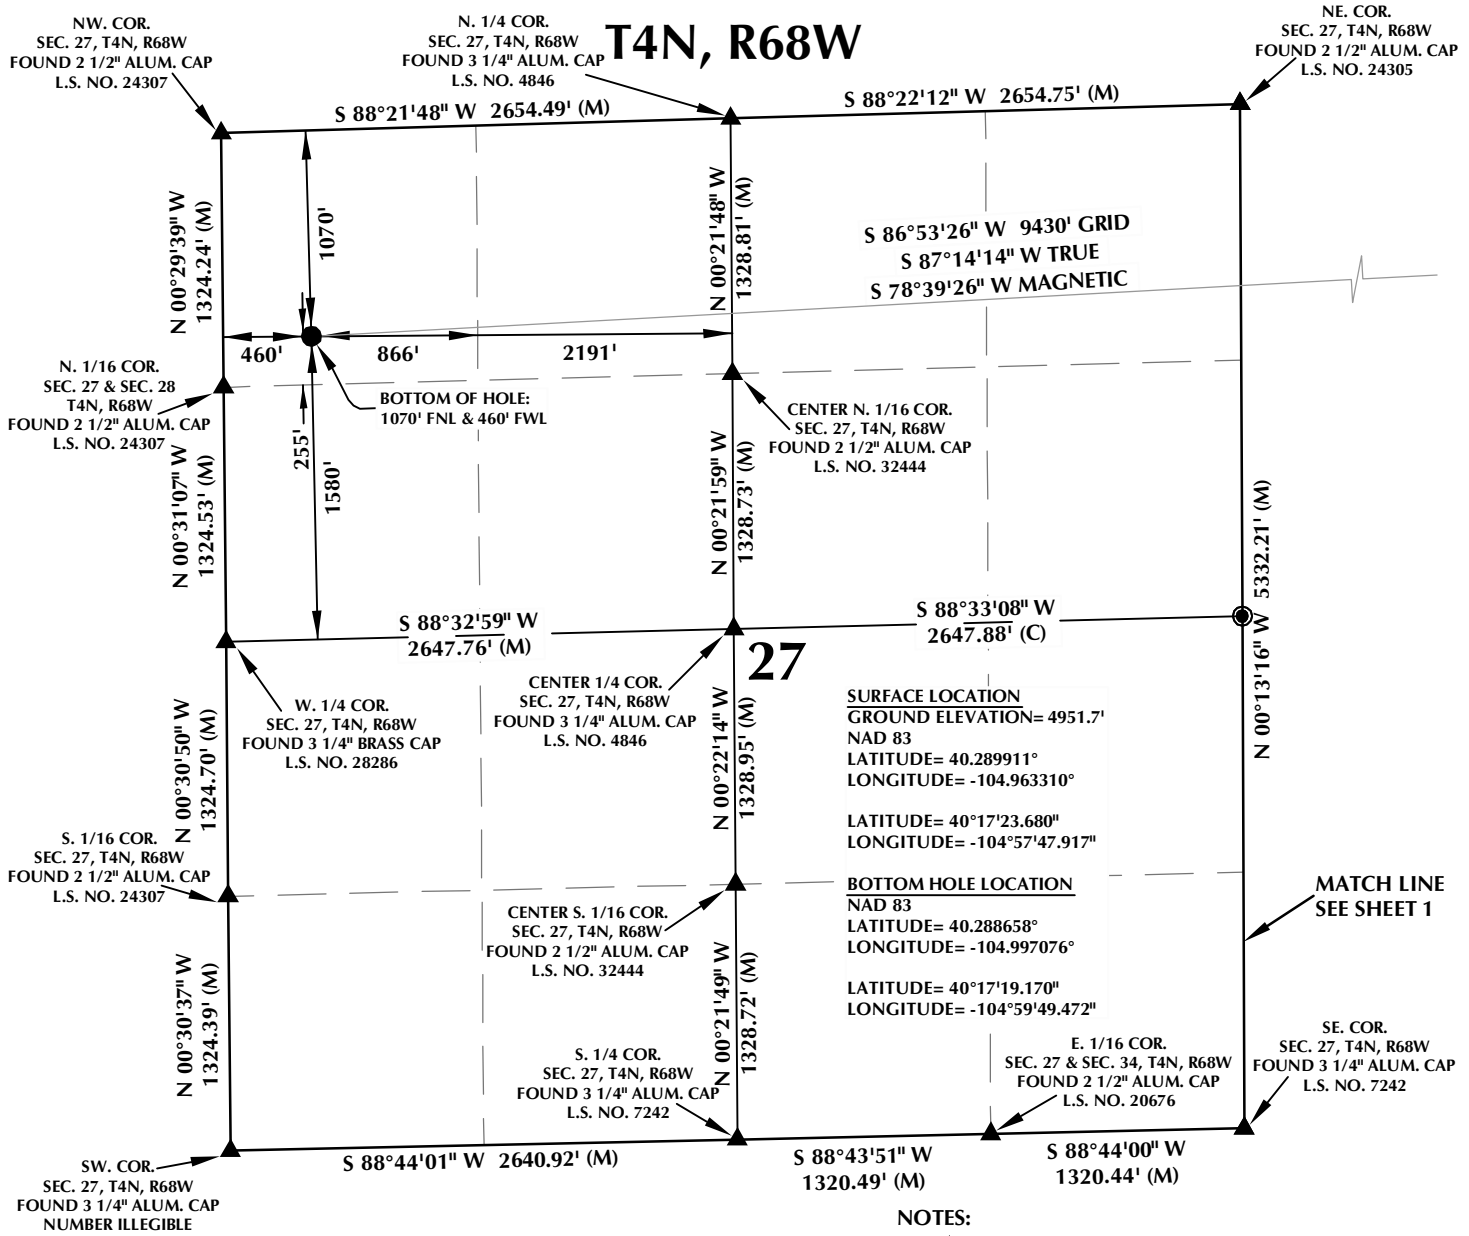 T4N, R68W
NW. COR.
SEC. 27, T4N, R68W
FOUND 2 1/2" ALUM. CAP
L.S. NO. 24307
N. 1/4 COR.
SEC. 27, T4N, R68W
FOUND 3 1/4" ALUM. CAP
L.S. NO. 4846
NE. COR.
SEC. 27, T4N, R68W
FOUND 2 1/2" ALUM. CAP
L.S. NO. 24305
S 88°21'48" W 2654.49' (M)
S 88°22'12" W 2654.75' (M)
N 00°29'39" W
1324.24' (M)
1070'
N 00°21'48" W
1328.81' (M)
S 86°53'26" W 9430' GRID
S 87°14'14" W TRUE
S 78°39'26" W MAGNETIC
460'
866'
2191'
N. 1/16 COR.
SEC. 27 & SEC. 28
T4N, R68W
FOUND 2 1/2" ALUM. CAP
L.S. NO. 24307
BOTTOM OF HOLE:
1070' FNL & 460' FWL
CENTER N. 1/16 COR.
SEC. 27, T4N, R68W
FOUND 2 1/2" ALUM. CAP
L.S. NO. 32444
N 00°31'07" W
1324.53' (M)
255'
1580'
N 00°21'59" W
1328.73' (M)
N 00°13'16" W 5332.21' (M)
S 88°32'59" W
2647.76' (M)
S 88°33'08" W
2647.88' (C)
27
W. 1/4 COR.
SEC. 27, T4N, R68W
FOUND 3 1/4" BRASS CAP
L.S. NO. 28286
CENTER 1/4 COR.
SEC. 27, T4N, R68W
FOUND 3 1/4" ALUM. CAP
L.S. NO. 4846
N 00°30'50" W
1324.70' (M)
N 00°22'14" W
1328.95' (M)
SURFACE LOCATION
GROUND ELEVATION= 4951.7'
NAD 83
LATITUDE= 40.289911°
LONGITUDE= -104.963310°
LATITUDE= 40°17'23.680"
LONGITUDE= -104°57'47.917"
BOTTOM HOLE LOCATION
NAD 83
LATITUDE= 40.288658°
LONGITUDE= -104.997076°
LATITUDE= 40°17'19.170"
LONGITUDE= -104°59'49.472"
S. 1/16 COR.
SEC. 27, T4N, R68W
FOUND 2 1/2" ALUM. CAP
L.S. NO. 24307
CENTER S. 1/16 COR.
SEC. 27, T4N, R68W
FOUND 2 1/2" ALUM. CAP
L.S. NO. 32444
MATCH LINE
SEE SHEET 1
N 00°30'37" W
1324.39' (M)
N 00°21'49" W
1328.72' (M)
S. 1/4 COR.
SEC. 27, T4N, R68W
FOUND 3 1/4" ALUM. CAP
L.S. NO. 7242
E. 1/16 COR.
SEC. 27 & SEC. 34, T4N, R68W
FOUND 2 1/2" ALUM. CAP
L.S. NO. 20676
SE. COR.
SEC. 27, T4N, R68W
FOUND 3 1/4" ALUM. CAP
L.S. NO. 7242
SW. COR.
SEC. 27, T4N, R68W
FOUND 3 1/4" ALUM. CAP
NUMBER ILLEGIBLE
S 88°44'01" W 2640.92' (M)
S 88°43'51" W
1320.49' (M)
S 88°44'00" W
1320.44' (M)
NOTES: